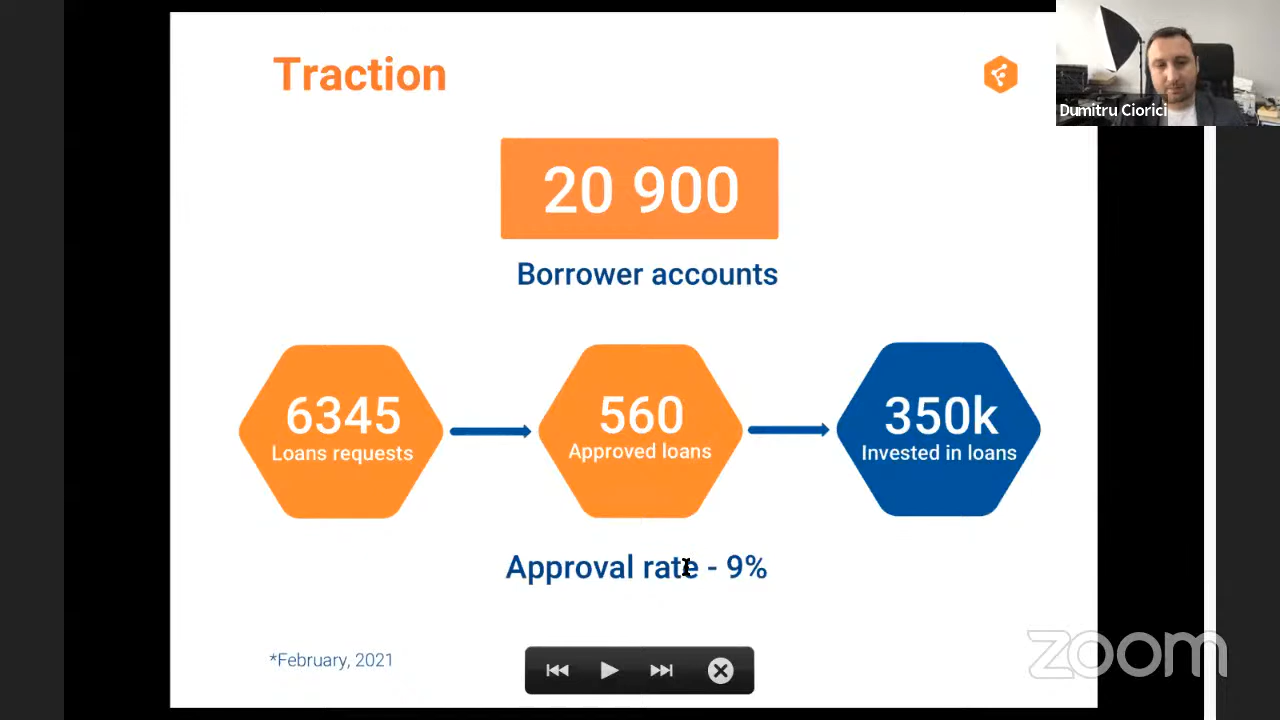 Traction
Dumitru Ciorici
20 900
Borrower accounts
6345
Loans requests
560
Approved loans
350k
Invested in loans
Approval rate - 9%
*February, 2021
zoom